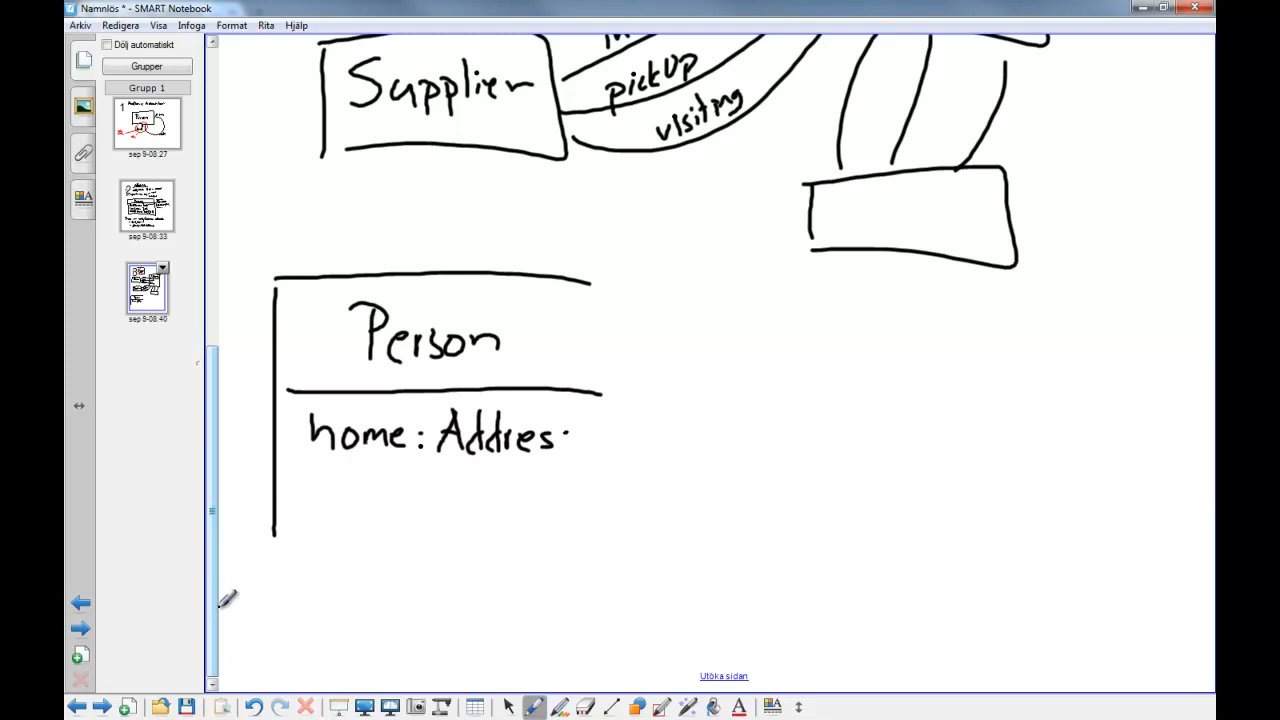 Namnlös * - SMART Notebook
Arkiv Redigera Visa Infoga Format Rita Hjälp
Dölj automatiskt
Grupper
Grupp 1
sep 9-08.27
sep 9-08:33
sep 9-08:40
Supplier
pickUp
visiting
Person
home: Addres
Utöka sidan